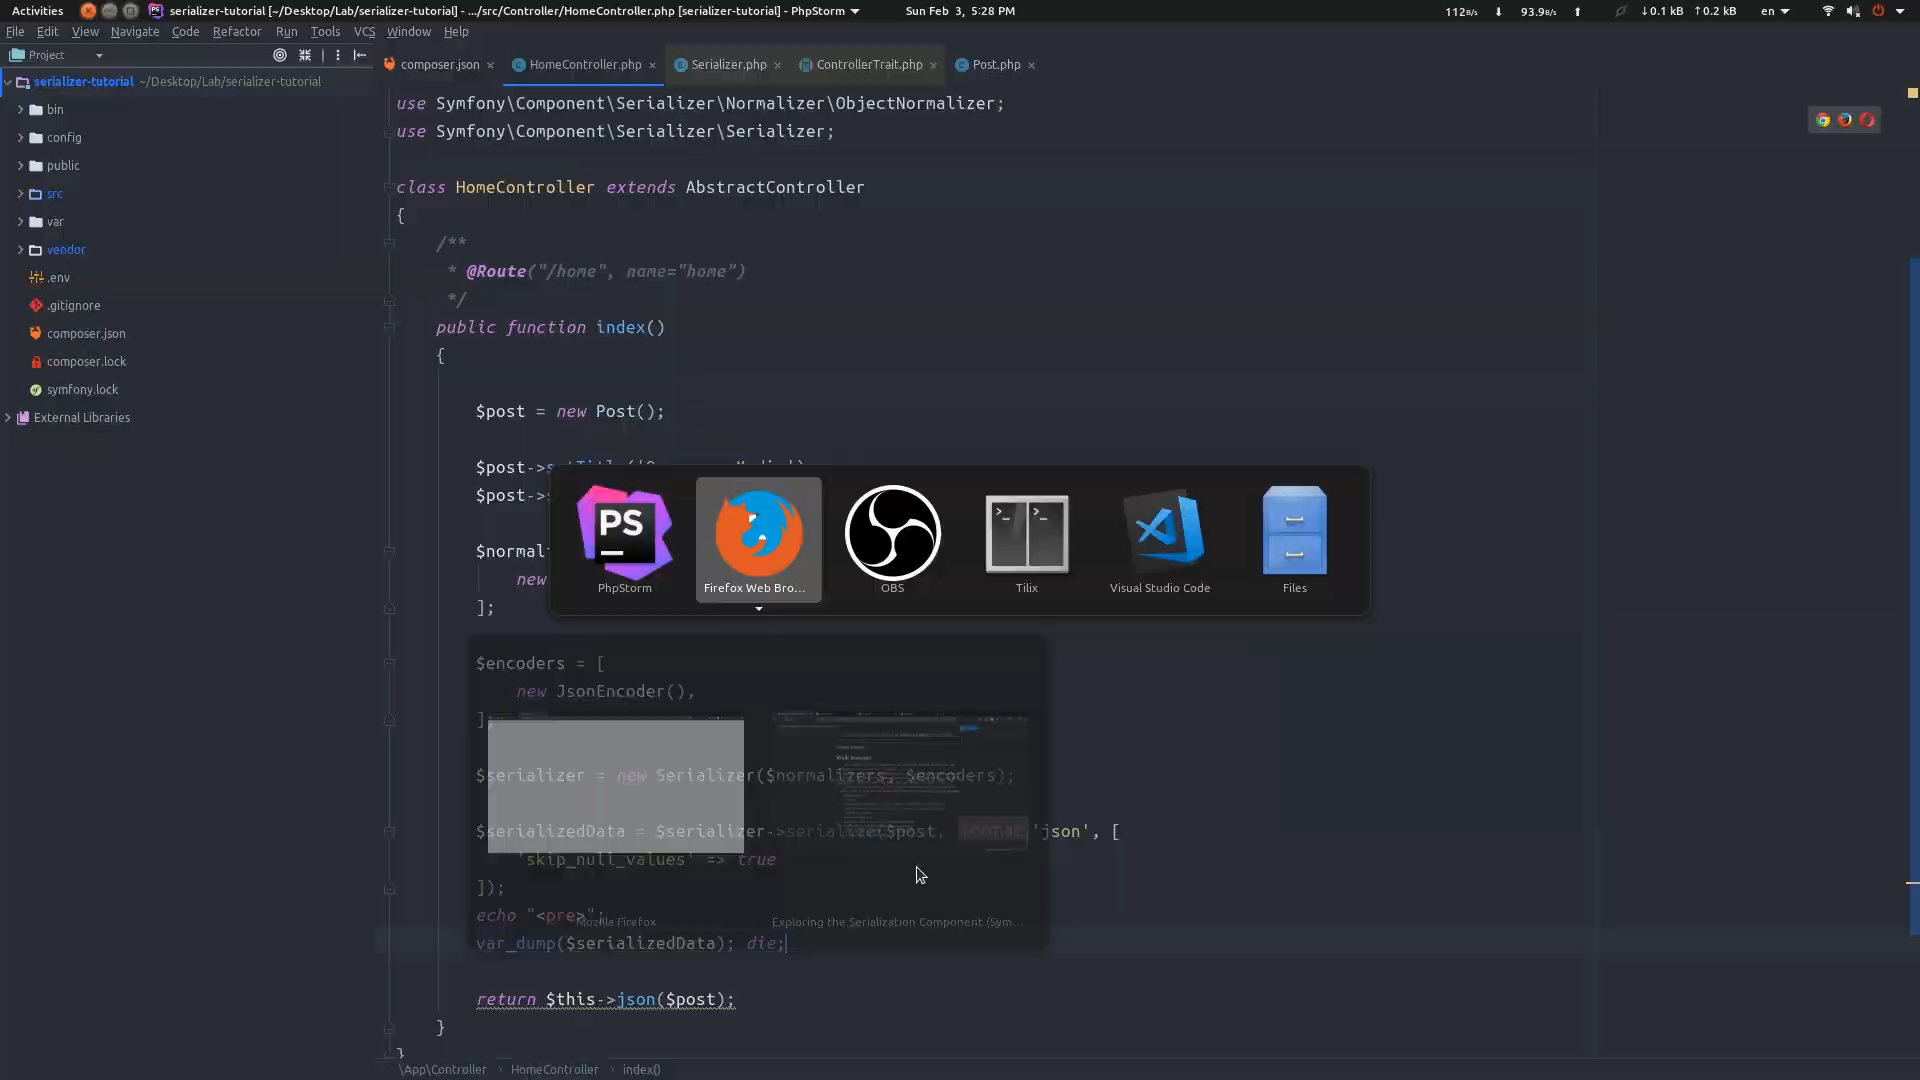 Activities
serializer-tutorial [~/Desktop/Lab/serializer-tutorial] - .../src/Controller/HomeController.php [serializer-tutorial] - PhpStorm
Sun Feb 3, 5:28 PM
112B/s ↓ 93.9B/s ↑ ↓0.1 kB ↑0.2 kB en
File Edit View Navigate Code Refactor Run Tools VCS Window Help
Project
composer.json
HomeController.php
Serializer.php
ControllerTrait.php
Post.php
serializer-tutorial ~/Desktop/Lab/serializer-tutorial
bin
config
public
src
var
vendor
.env
.gitignore
composer.json
composer.lock
symfony.lock
External Libraries
use Symfony\Component\Serializer\Normalizer\ObjectNormalizer;
use Symfony\Component\Serializer\Serializer;
class HomeController extends AbstractController
{
/**
* @Route("/home", name="home")
*/
public function index()
{
$post = new Post();
$post->
$post->
$normal
new
];
PS
PhpStorm
Firefox Web Bro...
OBS
Tilix
Visual Studio Code
Files
$encoders = [
new JsonEncoder(),
]
$serializer = new Serializer($normalizers, $encoders);
$serializedData = $serializer->serialize($post, format: 'json', [
'skip_null_values' => true
]);
echo "<pre>";
Mozilla Firefox
Exploring the Serialization Component (Sym...
var_dump($serializedData); die;
return $this->json($post);
}
}
\App\Controller › HomeController › index()